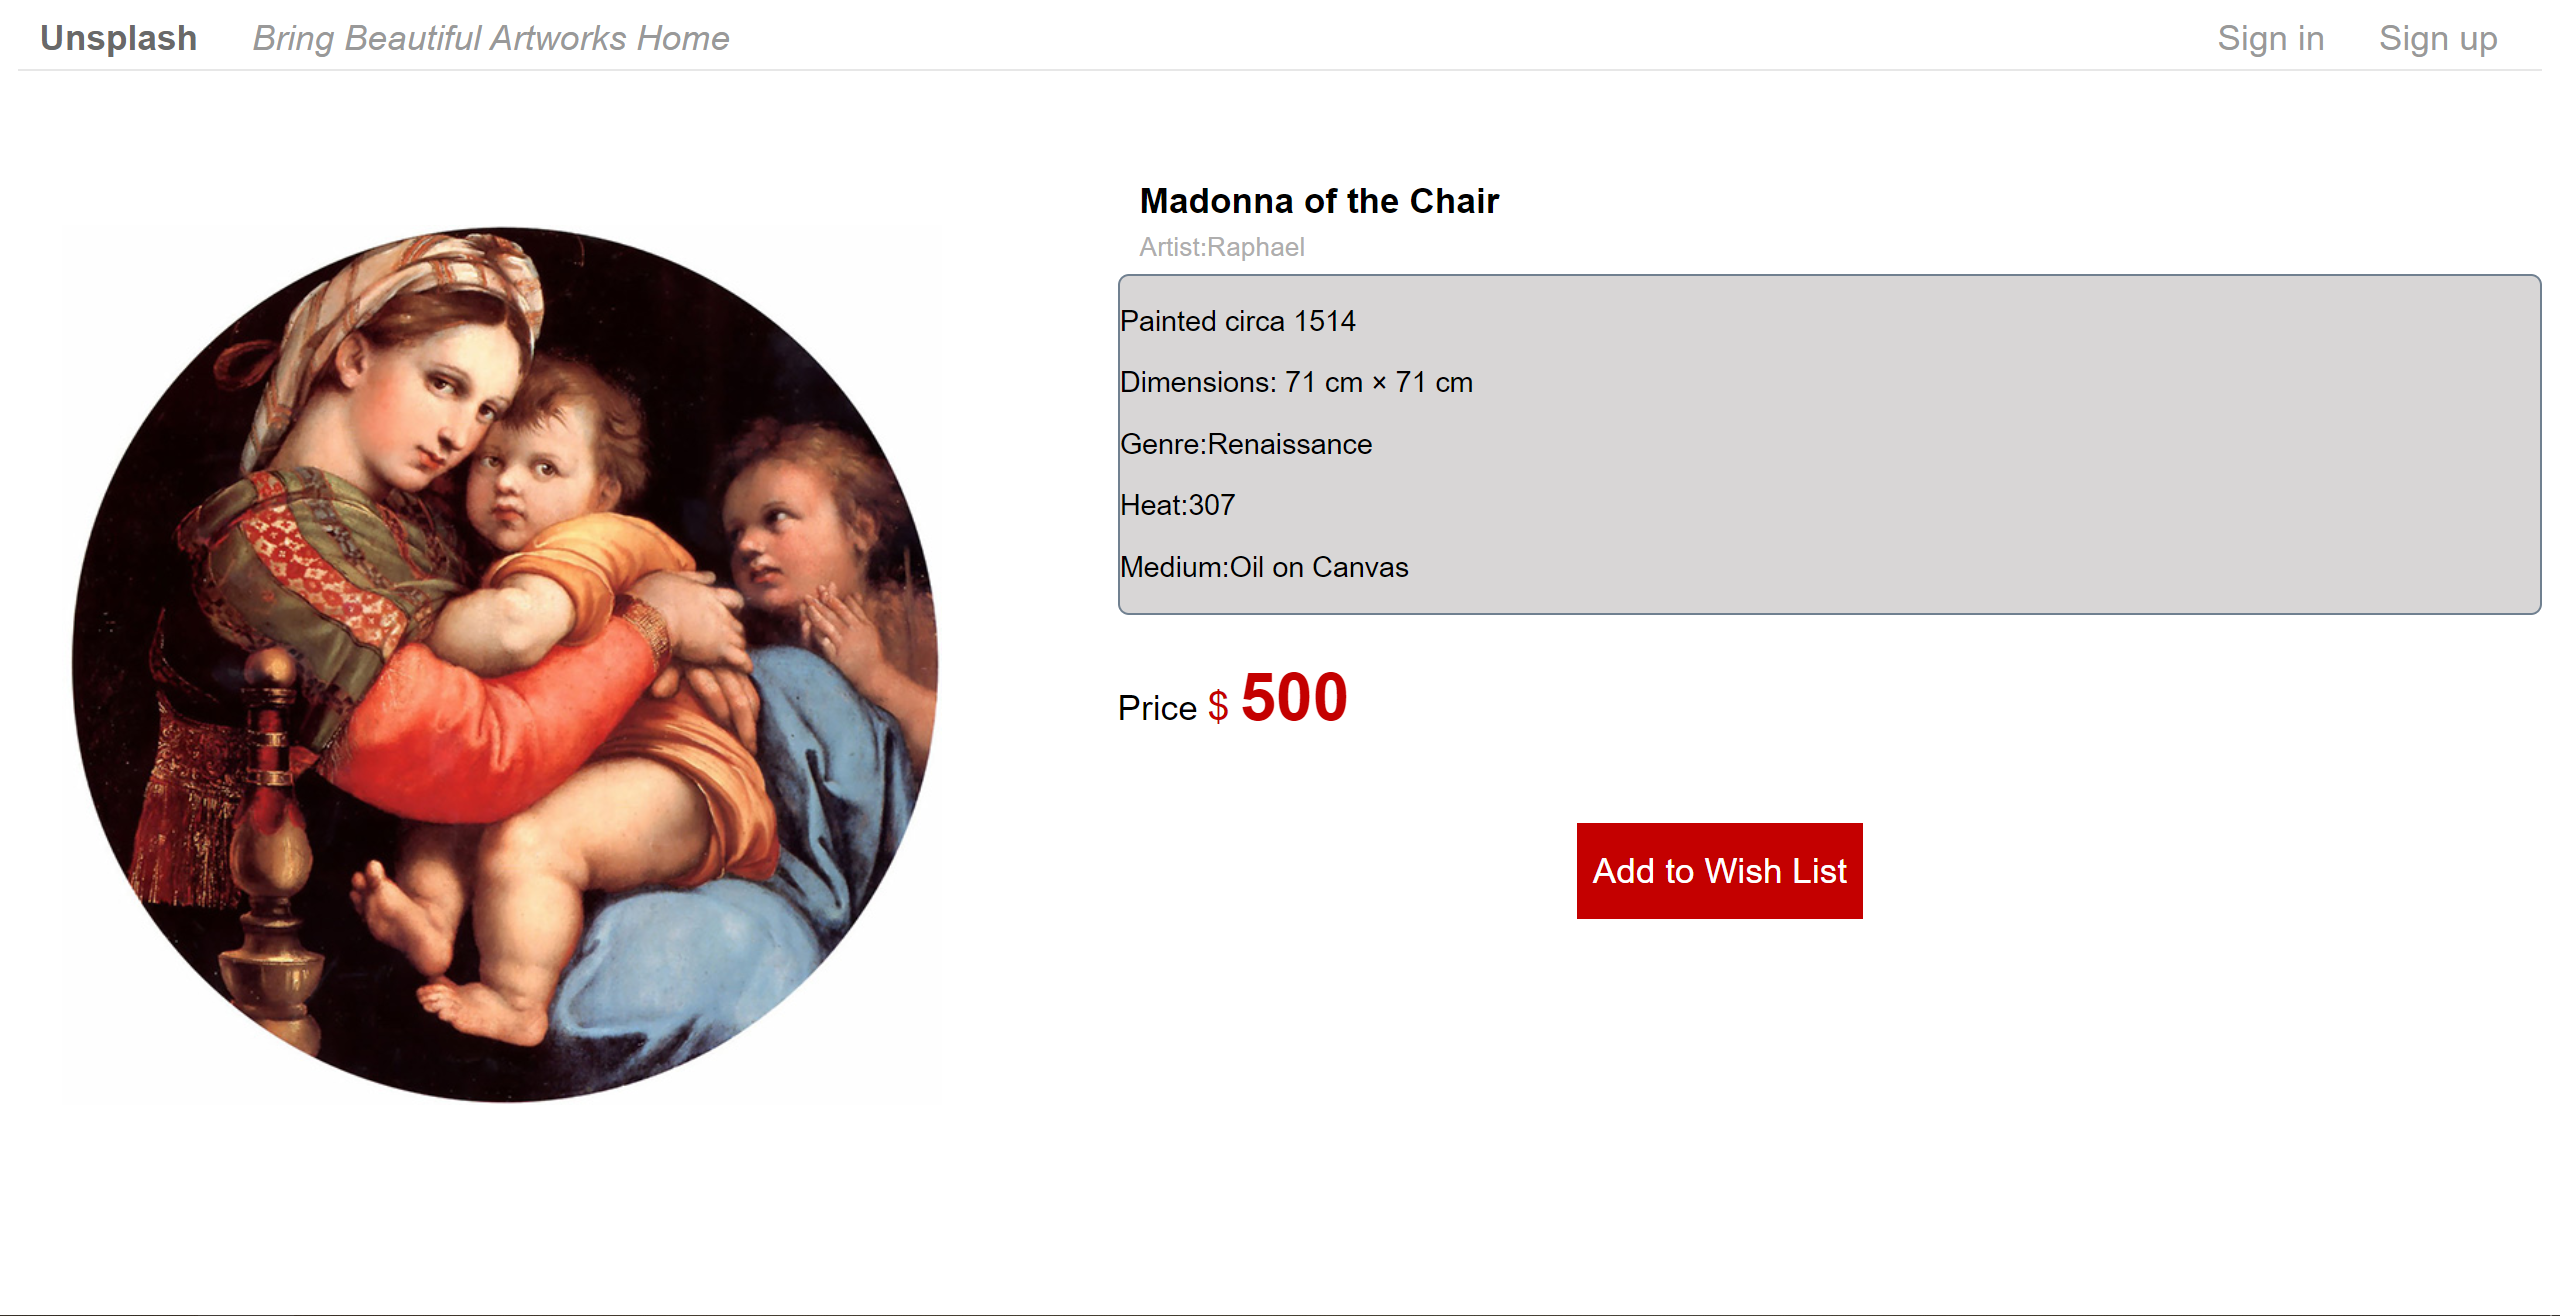 Unsplash Bring Beautiful Artworks Home Sign in Sign up
Madonna of the Chair
Artist:Raphael
Painted circa 1514
Dimensions: 71 cm × 71 cm
Genre:Renaissance
Heat:307
Medium:Oil on Canvas
Price $ 500
Add to Wish List